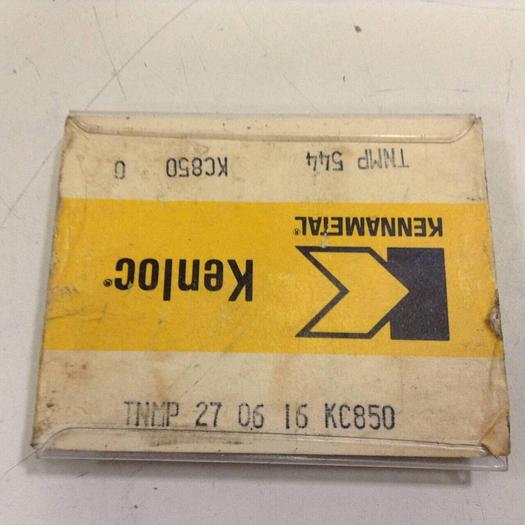 TNMP 544 KC850 0
KENNAMETAL®
Kenloc®
TNMP 27 06 16 KC850